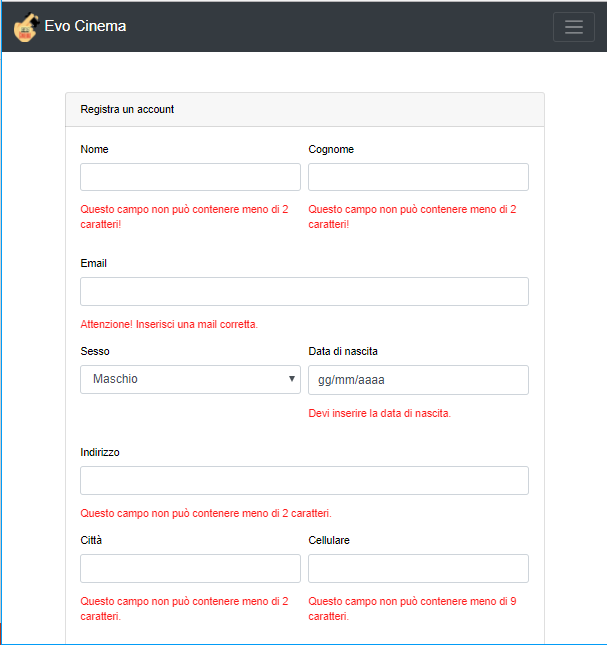 Evo Cinema
Registra un account
Nome
Cognome
Questo campo non può contenere meno di 2
caratteri!
Questo campo non può contenere meno di 2
caratteri!
Email
Attenzione! Inserisci una mail corretta.
Sesso
Data di nascita
Maschio
gg/mm/aaaa
Devi inserire la data di nascita.
Indirizzo
Questo campo non può contenere meno di 2 caratteri.
Città
Cellulare
Questo campo non può contenere meno di 2
caratteri.
Questo campo non può contenere meno di 9
caratteri.